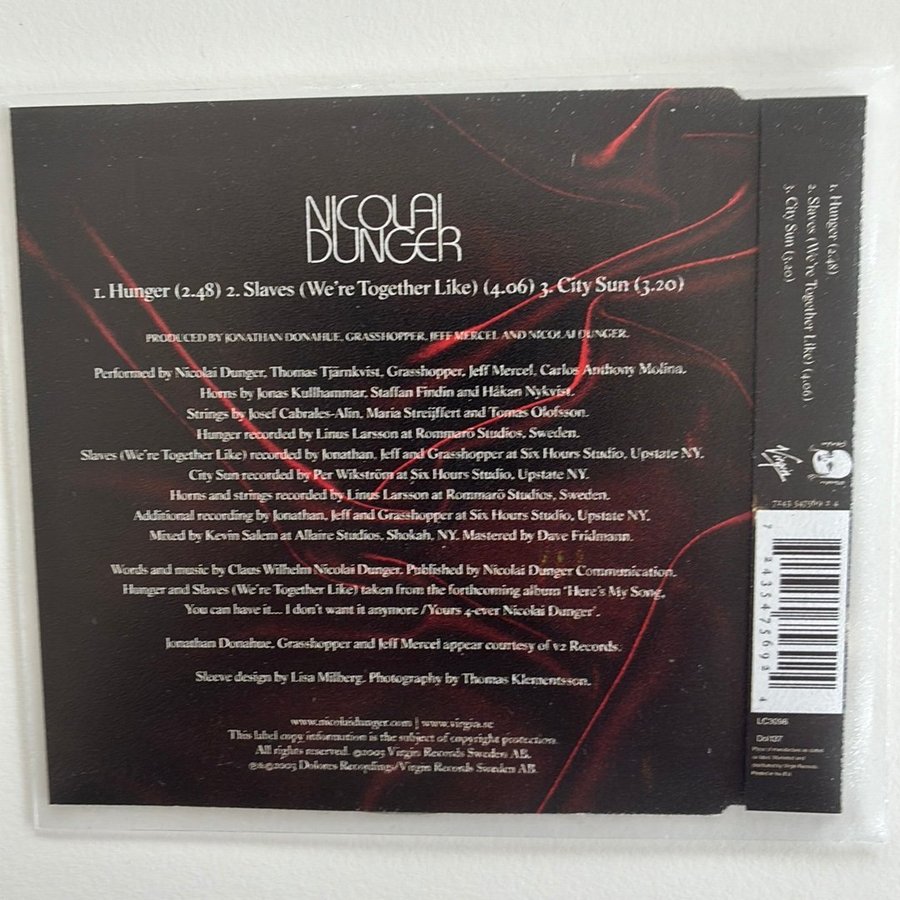 NICOLAI
DUNGER
1. Hunger (2.48) 2. Slaves (We're Together Like) (4.06) 3. City Sun (3.20)
PRODUCED BY JONATHAN DONAHUE, GRASSHOPPER, JEFF MERCEL AND NICOLAI DUNGER.
Performed by Nicolai Dunger, Thomas Tjärnkvist, Grasshopper, Jeff Mercel, Carlos Anthony Molina.
Horns by Jonas Kullhammar, Staffan Findin and Håkan Nykvist.
Strings by Josef Cabrales-Alin, Maria Streijffert and Tomas Olofsson.
Hunger recorded by Linus Larsson at Rommarö Studios, Sweden.
Slaves (We're Together Like) recorded by Jonathan, Jeff and Grasshopper at Six Hours Studio, Upstate NY.
City Sun recorded by Per Wikström at Six Hours Studio, Upstate NY.
Horns and strings recorded by Linus Larsson at Rommarö Studios, Sweden.
Additional recording by Jonathan, Jeff and Grasshopper at Six Hours Studio, Upstate NY.
Mixed by Kevin Salem at Allaire Studios, Shokah, NY. Mastered by Dave Fridmann.
Words and music by Claus Wilhelm Nicolai Dunger. Published by Nicolai Dunger Communication.
Hunger and Slaves (We're Together Like) taken from the forthcoming album 'Here's My Song,
You can have it... I don't want it anymore /Yours 4-ever Nicolai Dunger'.
Jonathan Donahue, Grasshopper and Jeff Mercel appear courtesy of v2 Records.
Sleeve design by Lisa Millberg. Photography by Thomas Klementsson.
www.nicolaidunger.com | www.virgin.se
This label copy information is the subject of copyright protection.
All rights reserved. ©2003 Virgin Records Sweden AB.
℗&©2003 Dolores Recordings/Virgin Records Sweden AB.
1. Hunger (2.48)
2. Slaves (We're Together Like) (4.06)
3. City Sun (3.20)
Virgin
7243 547569 2 4
7 24354 75692 4
LC3098
Dol137